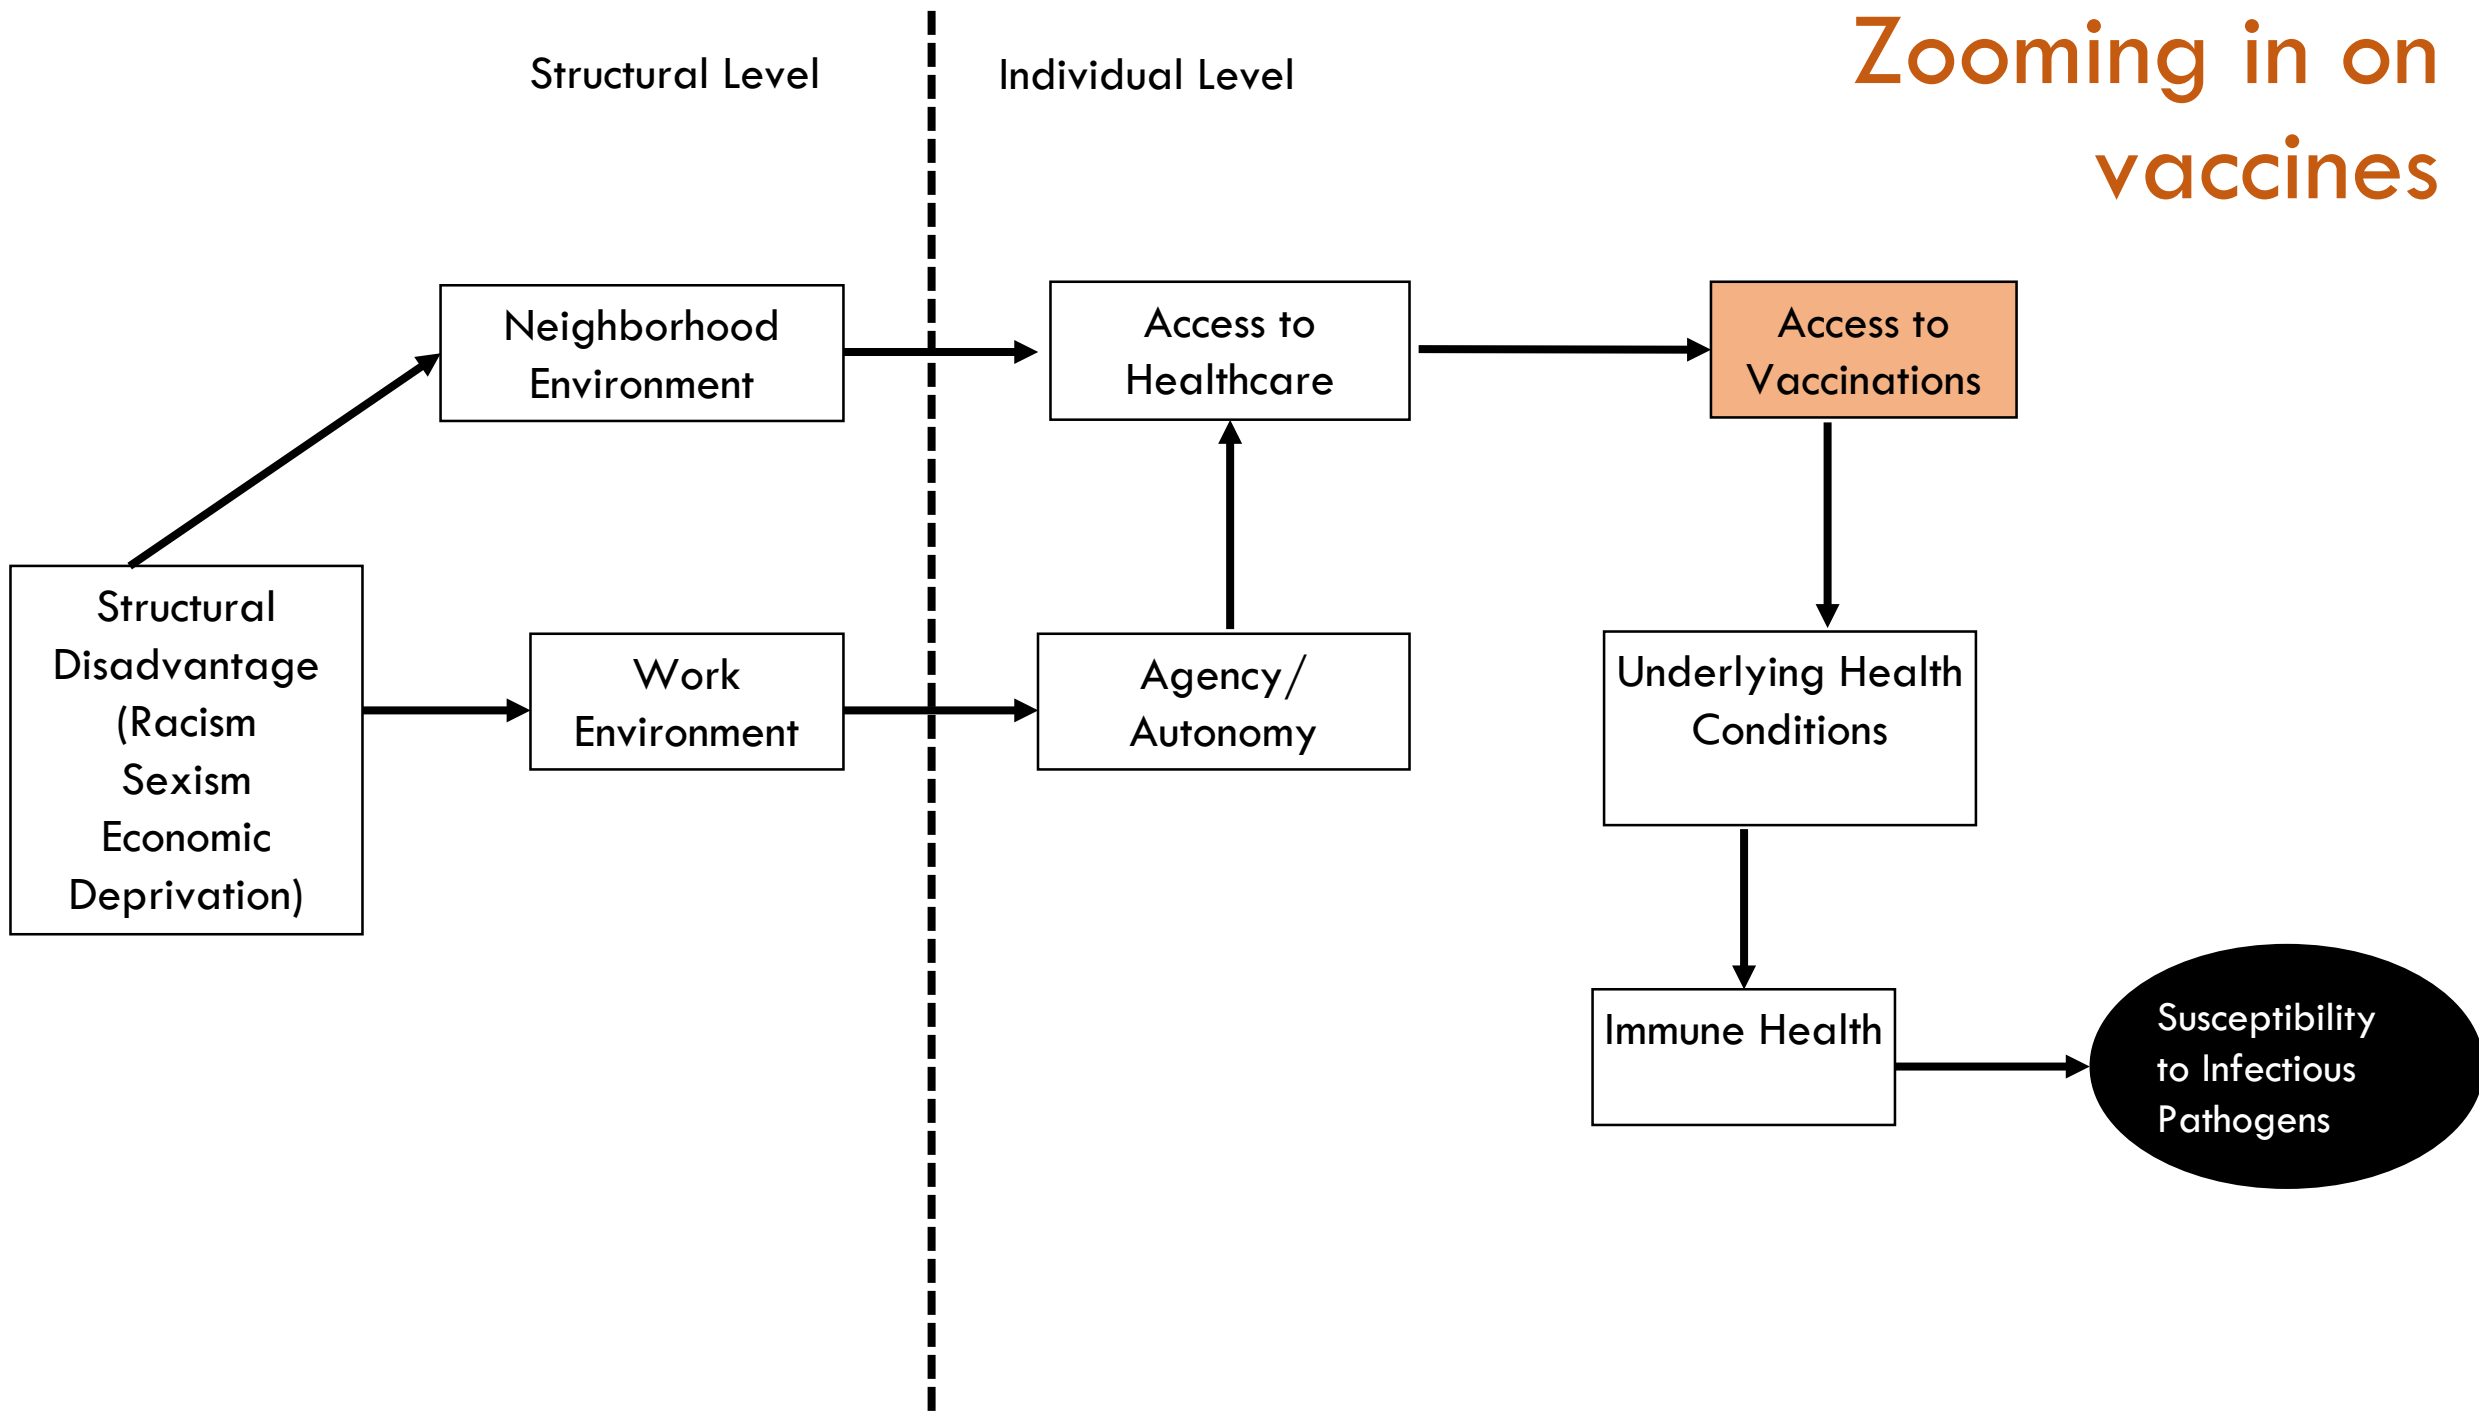 Zooming in on
vaccines
Structural Level
Individual Level
Neighborhood
Environment
Access to
Healthcare
Access to
Vaccinations
Structural
Disadvantage
(Racism
Sexism
Economic
Deprivation)
Work
Environment
Agency/
Autonomy
Underlying Health
Conditions
Immune Health
Susceptibility
to Infectious
Pathogens